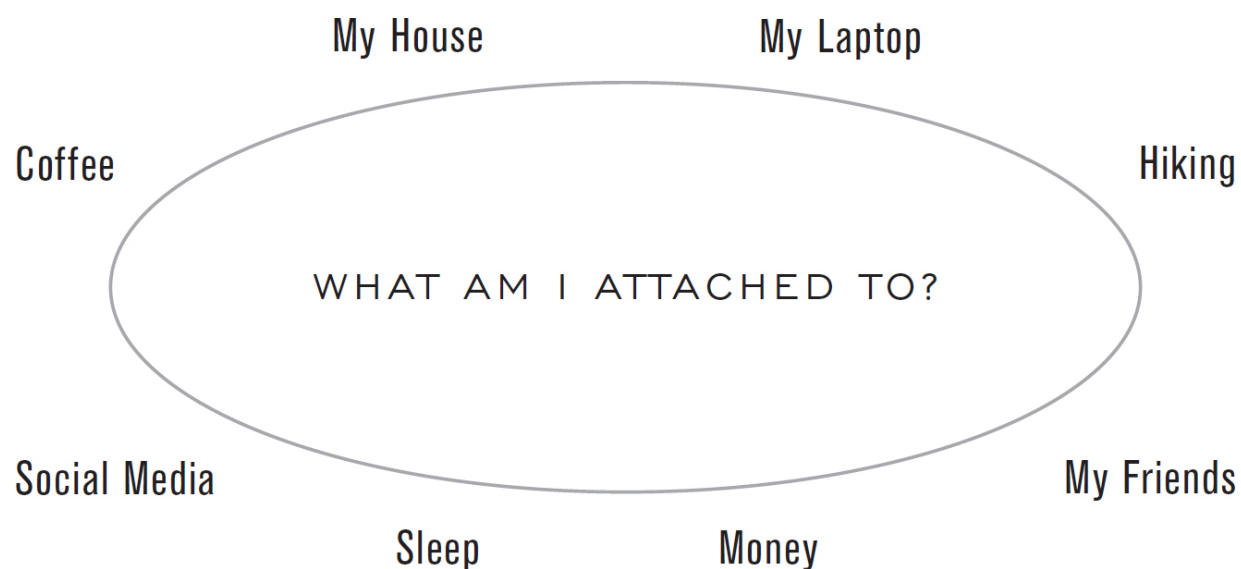 My House
My Laptop
Coffee
Hiking
WHAT AM I ATTACHED TO?
Social Media
My Friends
Sleep
Money